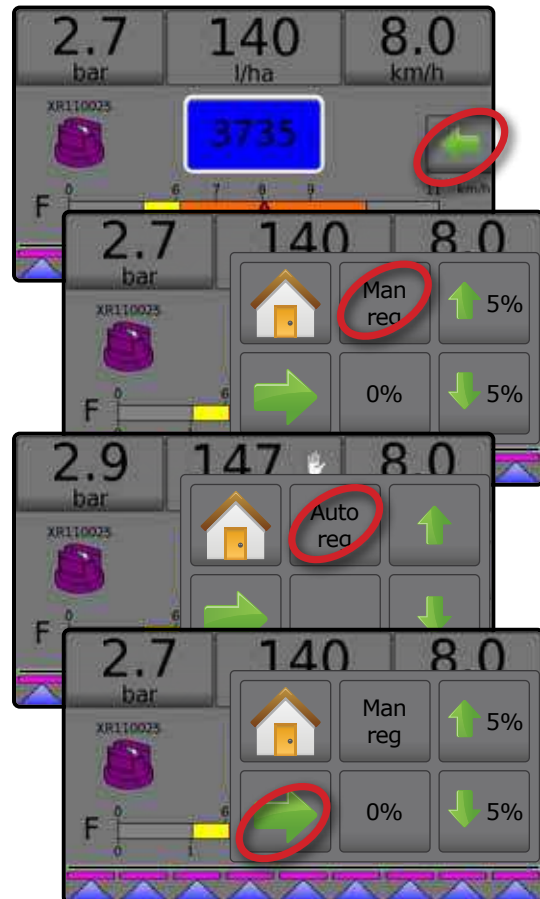 2.7 140 8.0
bar l/ha km/h
XR110025
3735
0 6 7 8 9 11 km/h
F
2.7 140 8.0
bar
Man
reg
5%
XR110025
0% 5%
0 6
F
0 1
2.9 147 8.0
bar
Auto
reg
XR110025
0 6
F
2.7 140 8.0
bar
Man
reg
5%
XR110025
0% 5%
0 6
F
0 1